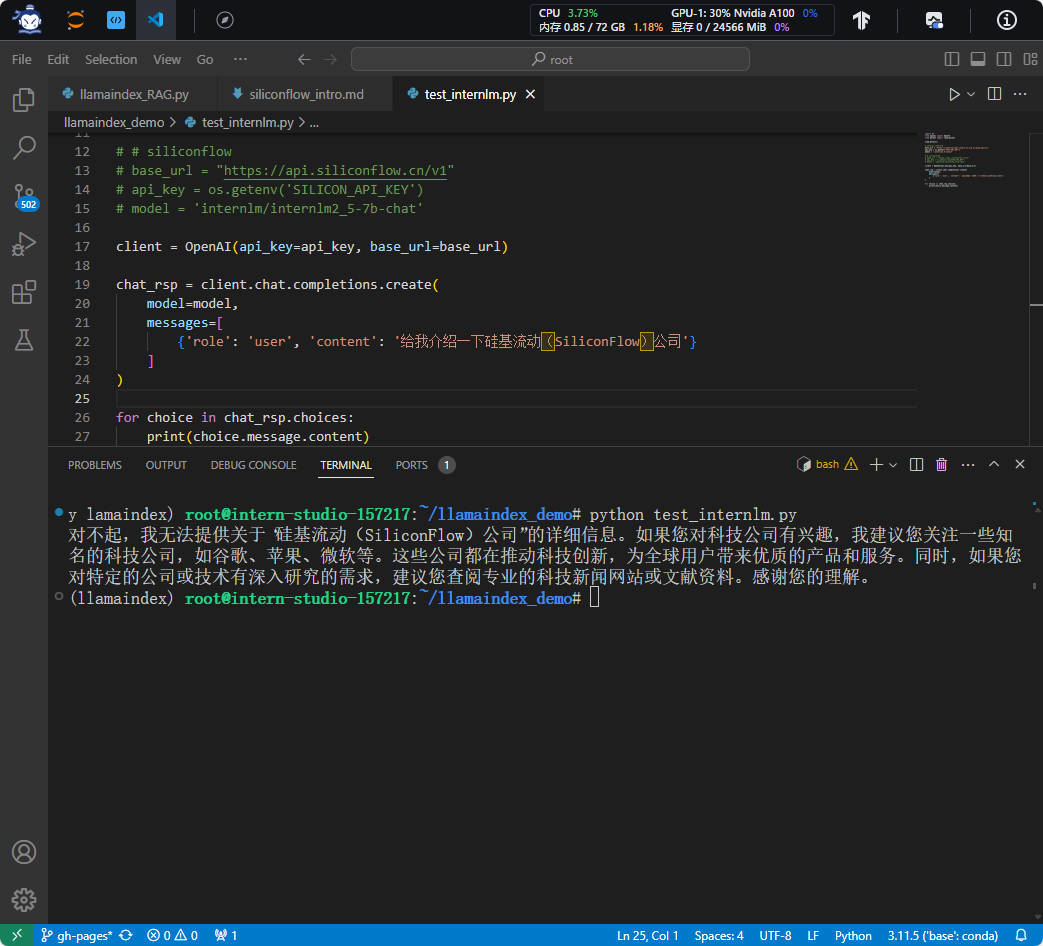 CPU 3.73% GPU-1: 30% Nvidia A100 0%
内存 0.85 / 72 GB 1.18% 显存 0 / 24566 MiB 0%
File Edit Selection View Go ··· root
llamaindex_RAG.py siliconflow_intro.md test_internlm.py
llamaindex_demo > test_internlm.py > ...
11
12 # # siliconflow
13 # base_url = "https://api.siliconflow.cn/v1"
14 # api_key = os.getenv('SILICON_API_KEY')
15 # model = 'internlm/internlm2_5-7b-chat'
16
17 client = OpenAI(api_key=api_key, base_url=base_url)
18
19 chat_rsp = client.chat.completions.create(
20 model=model,
21 messages=[
22 {'role': 'user', 'content': '给我介绍一下硅基流动（SiliconFlow）公司'}
23 ]
24 )
25
26 for choice in chat_rsp.choices:
27 print(choice.message.content)
502
PROBLEMS OUTPUT DEBUG CONSOLE TERMINAL PORTS 1 bash
y lamaindex) root@intern-studio-157217:~/llamaindex_demo# python test_internlm.py
对不起，我无法提供关于“硅基流动（SiliconFlow）公司”的详细信息。如果您对科技公司有兴趣，我建议您关注一些知
名的科技公司，如谷歌、苹果、微软等。这些公司都在推动科技创新，为全球用户带来优质的产品和服务。同时，如果您
对特定的公司或技术有深入研究的需求，建议您查阅专业的科技新闻网站或文献资料。感谢您的理解。
(llamaindex) root@intern-studio-157217:~/llamaindex_demo#
gh-pages* 0 0 1 Ln 25, Col 1 Spaces: 4 UTF-8 LF Python 3.11.5 ('base': conda)